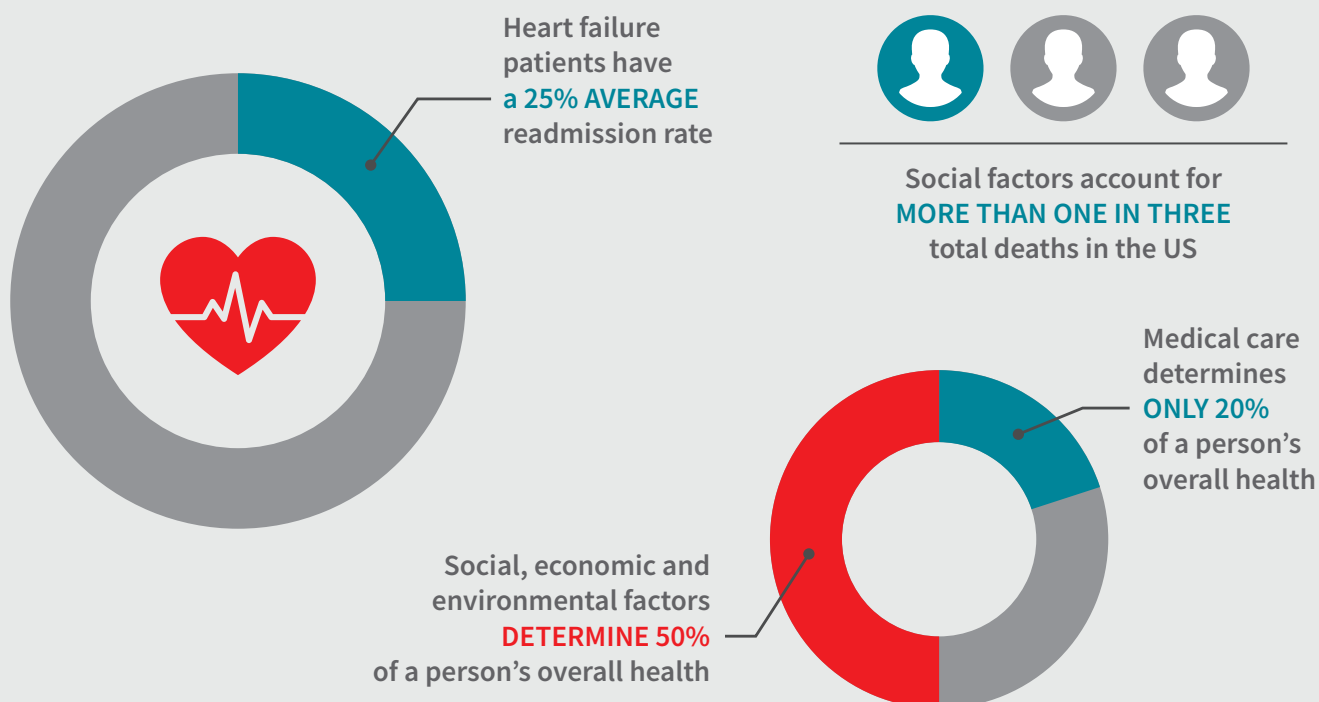 Heart failure
patients have
a 25% AVERAGE
readmission rate
Social factors account for
MORE THAN ONE IN THREE
total deaths in the US
Medical care
determines
ONLY 20%
of a person’s
overall health
Social, economic and
environmental factors
DETERMINE 50%
of a person’s overall health